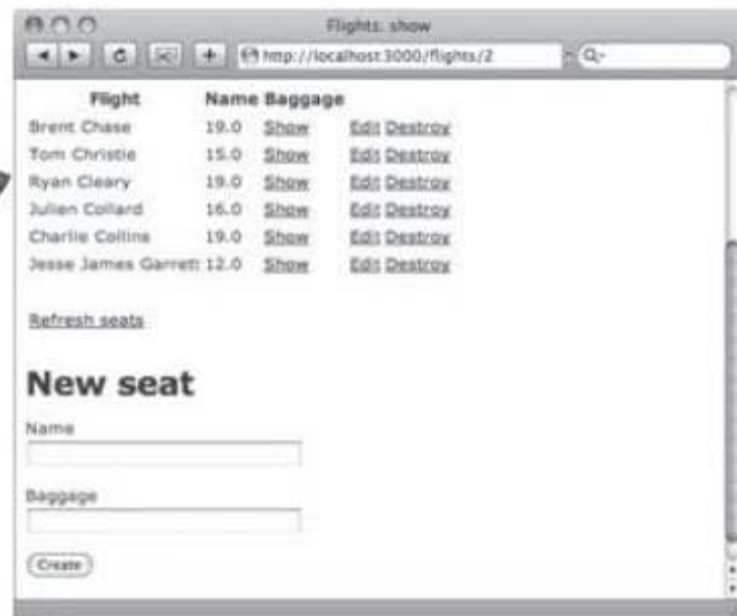 Flights: show
http://localhost:3000/flights/2
Flight Name Baggage
Brent Chase 19.0 Show Edit Destroy
Tom Christie 15.0 Show Edit Destroy
Ryan Cleary 19.0 Show Edit Destroy
Julien Collard 16.0 Show Edit Destroy
Charlie Collins 19.0 Show Edit Destroy
Jesse James Garrett 12.0 Show Edit Destroy
Refresh seats
New seat
Name
Baggage
Create